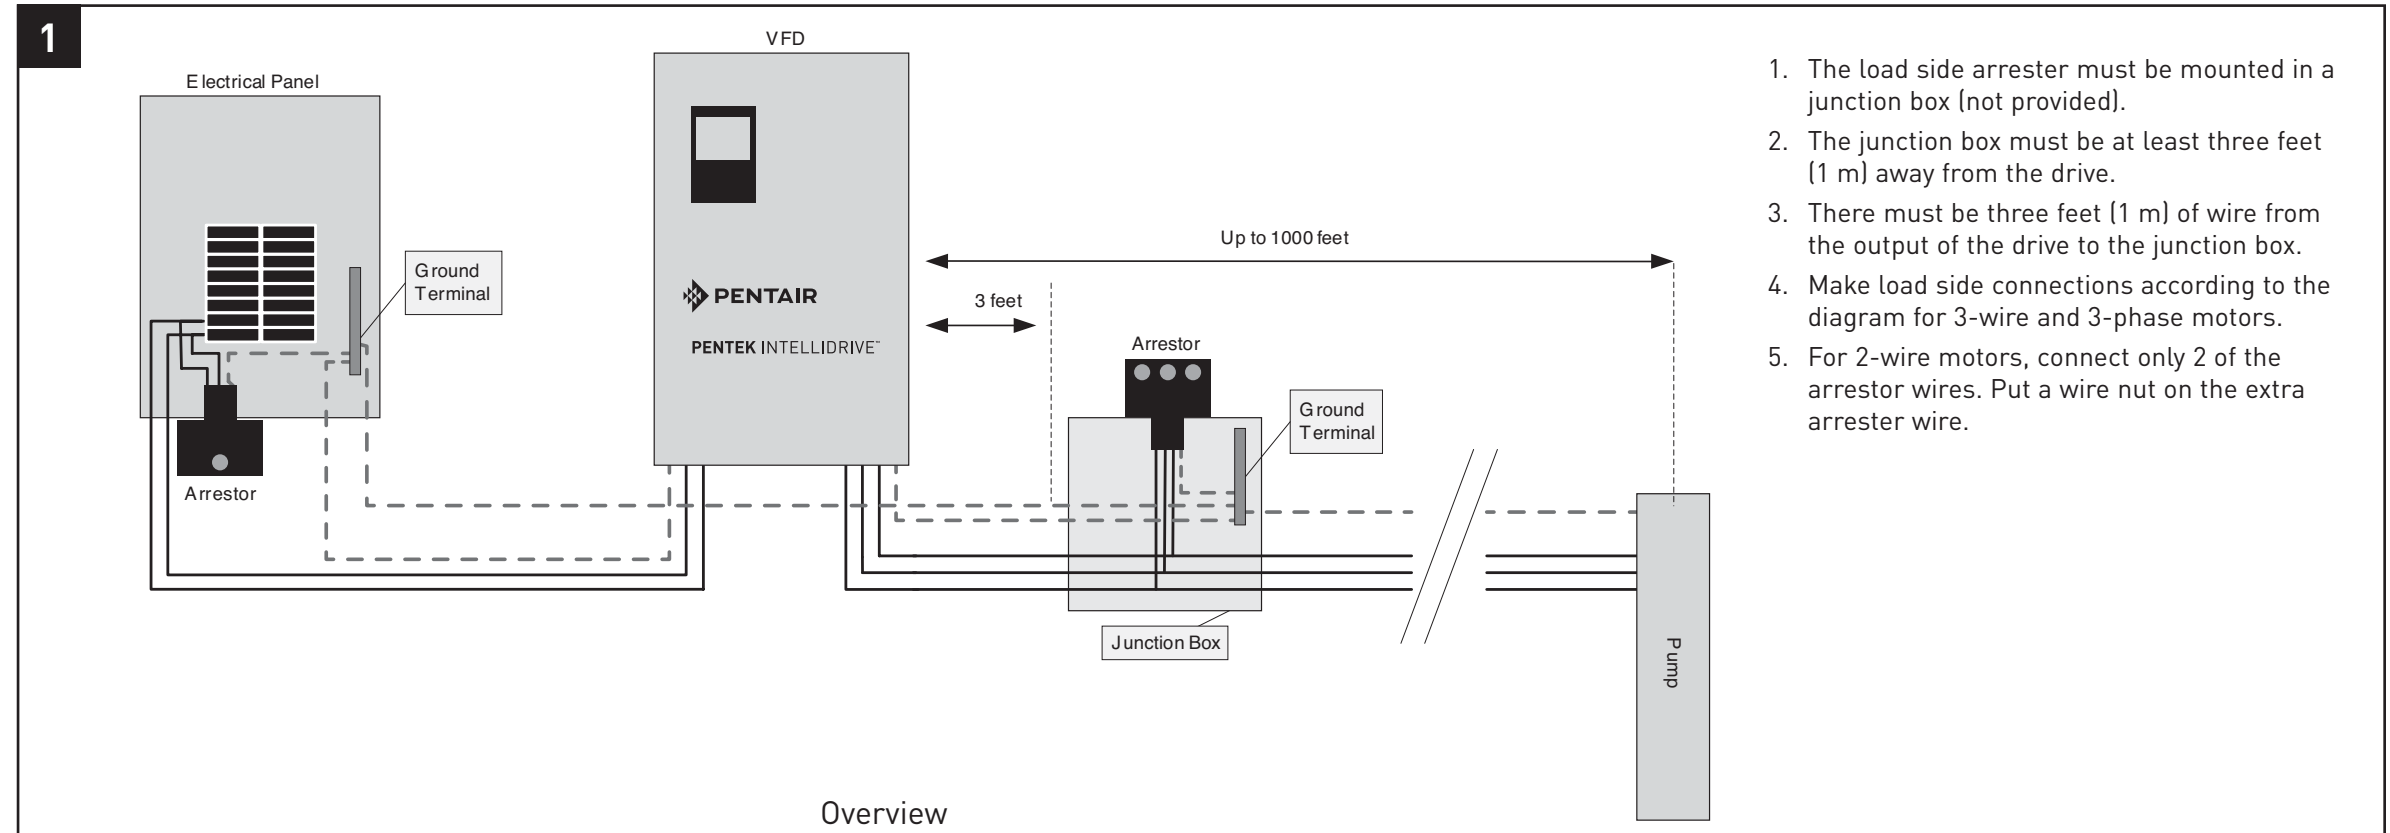 1
VFD
Electrical Panel
Ground
Terminal
Arrestor
PENTAIR
PENTEK INTELLIDRIVE™
Up to 1000 feet
3 feet
Arrestor
Ground
Terminal
Junction Box
Pump
Overview
1. The load side arrester must be mounted in a
junction box (not provided).
2. The junction box must be at least three feet
(1 m) away from the drive.
3. There must be three feet (1 m) of wire from
the output of the drive to the junction box.
4. Make load side connections according to the
diagram for 3-wire and 3-phase motors.
5. For 2-wire motors, connect only 2 of the
arrestor wires. Put a wire nut on the extra
arrester wire.